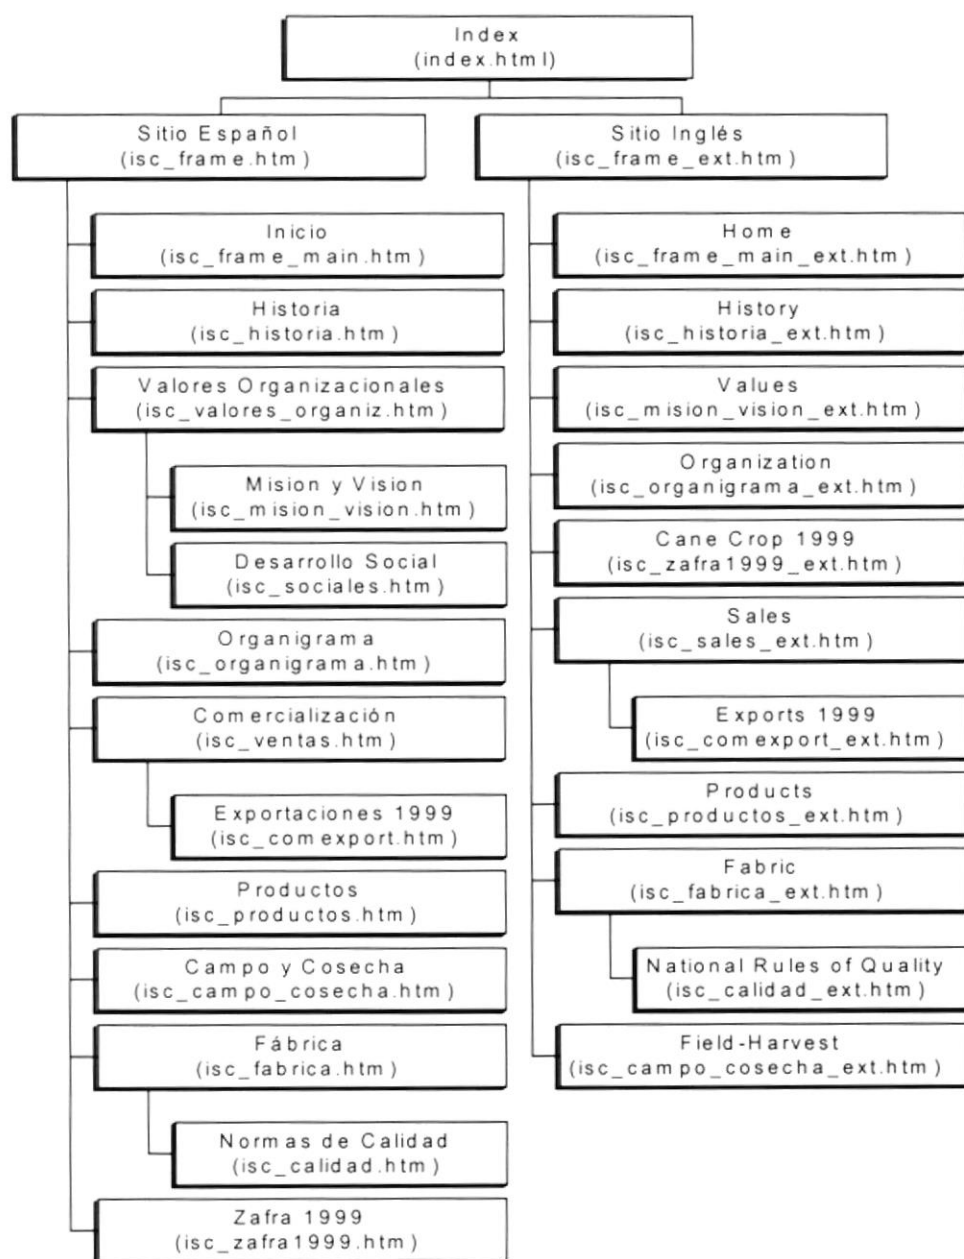 Index
(index.html)
Sitio Español
(isc_frame.htm)
Inicio
(isc_frame_main.htm)
Historia
(isc_historia.htm)
Valores Organizacionales
(isc_valores_organiz.htm)
Mision y Vision
(isc_mision_vision.htm)
Desarrollo Social
(isc_sociales.htm)
Organigrama
(isc_organigrama.htm)
Comercialización
(isc_ventas.htm)
Exportaciones 1999
(isc_comexport.htm)
Productos
(isc_productos.htm)
Campo y Cosecha
(isc_campo_cosecha.htm)
Fábrica
(isc_fabrica.htm)
Normas de Calidad
(isc_calidad.htm)
Zafra 1999
(isc_zafra1999.htm)
Sitio Inglés
(isc_frame_ext.htm)
Home
(isc_frame_main_ext.htm)
History
(isc_historia_ext.htm)
Values
(isc_mision_vision_ext.htm)
Organization
(isc_organigrama_ext.htm)
Cane Crop 1999
(isc_zafra1999_ext.htm)
Sales
(isc_sales_ext.htm)
Exports 1999
(isc_comexport_ext.htm)
Products
(isc_productos_ext.htm)
Fabric
(isc_fabrica_ext.htm)
National Rules of Quality
(isc_calidad_ext.htm)
Field-Harvest
(isc_campo_cosecha_ext.htm)